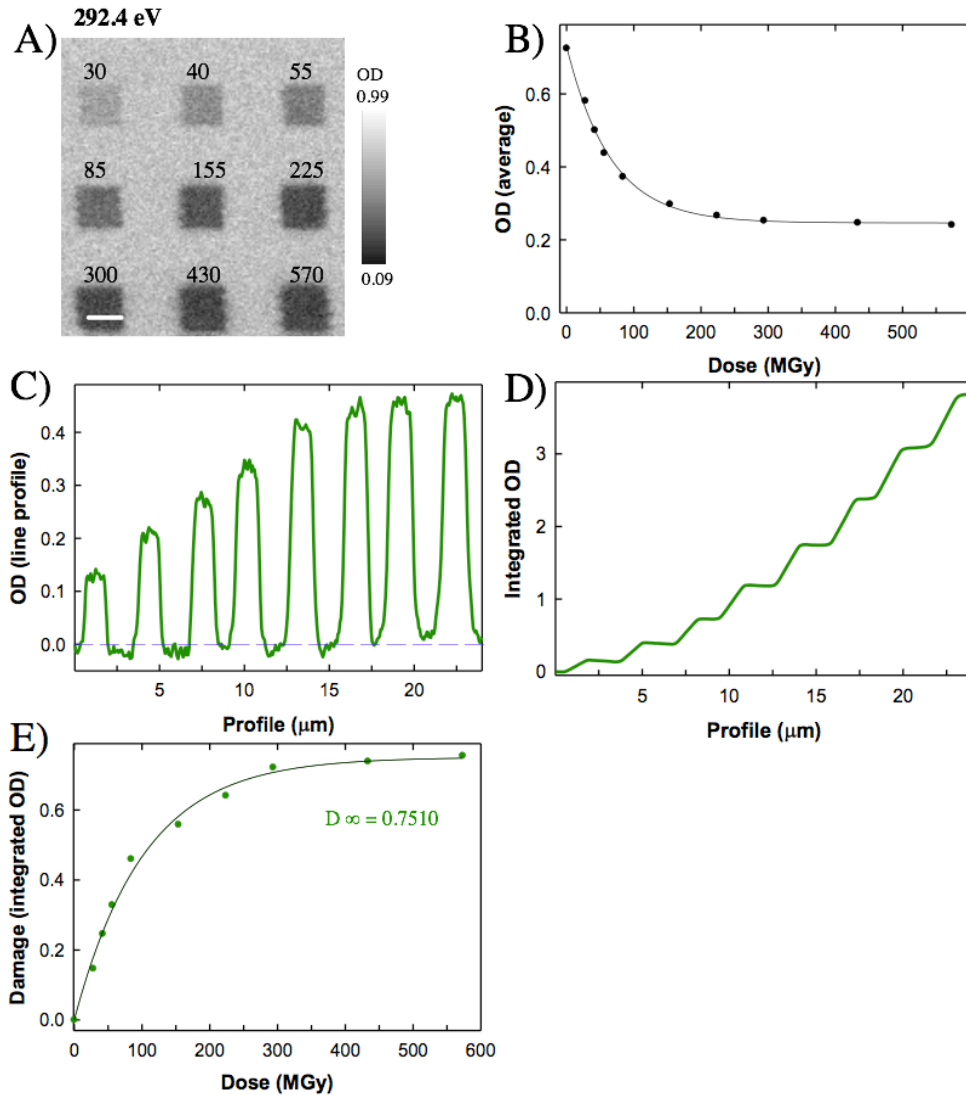 292.4 eV
A)
30 40 55
85 155 225
300 430 570
OD
0.99
0.09
B)
OD (average)
0.6
0.4
0.2
0.0
0 100 200 300 400 500
Dose (MGy)
C)
OD (line profile)
0.4
0.3
0.2
0.1
0.0
5 10 15 20
Profile (μm)
D)
Integrated OD
3
2
1
0
5 10 15 20
Profile (μm)
E)
Damage (integrated OD)
0.6
0.4
0.2
0.0
D ∞ = 0.7510
0 100 200 300 400 500 600
Dose (MGy)